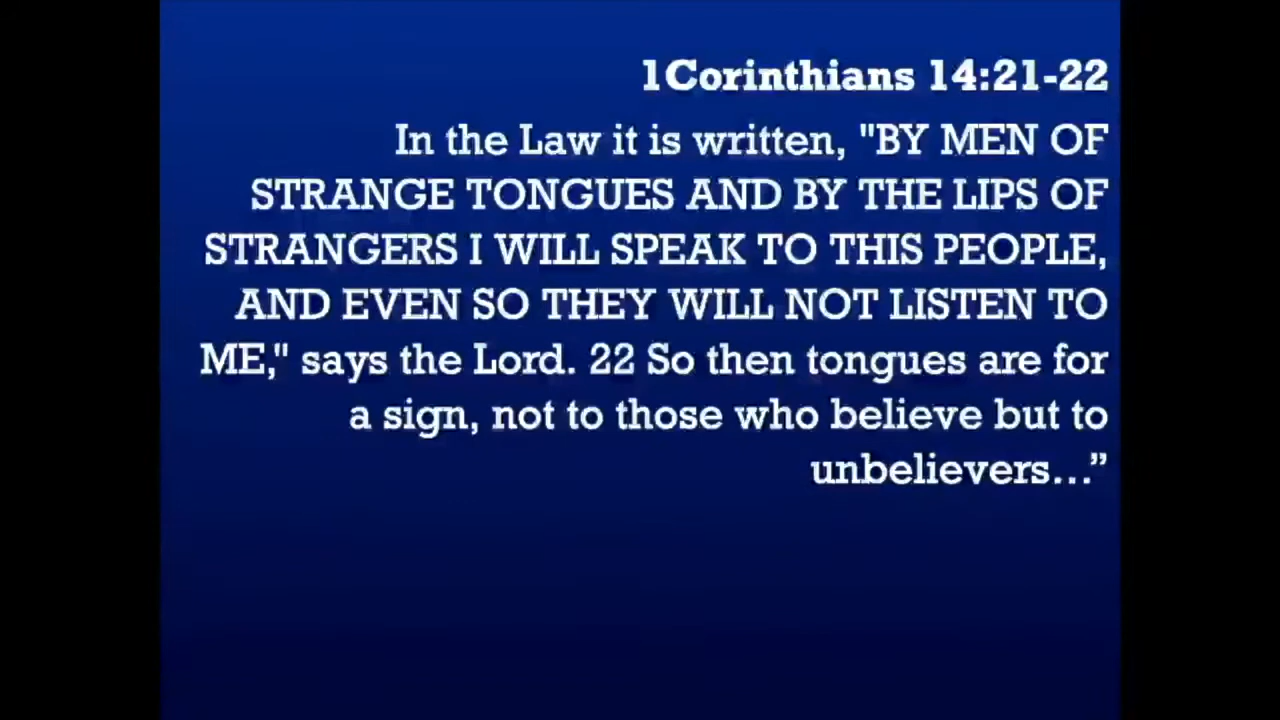 1Corinthians 14:21-22
In the Law it is written, "BY MEN OF
STRANGE TONGUES AND BY THE LIPS OF
STRANGERS I WILL SPEAK TO THIS PEOPLE,
AND EVEN SO THEY WILL NOT LISTEN TO
ME," says the Lord. 22 So then tongues are for
a sign, not to those who believe but to
unbelievers…”